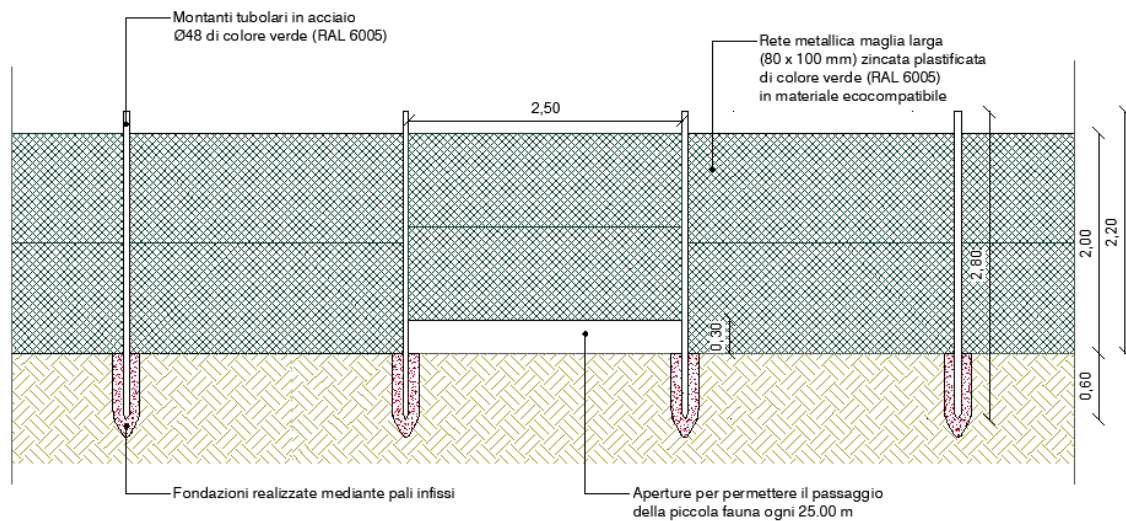 Montanti tubolari in acciaio
Ø48 di colore verde (RAL 6005)
Rete metallica maglia larga
(80 x 100 mm) zincata plastificata
di colore verde (RAL 6005)
in materiale ecocompatibile
2,50
2,00
2,20
2,80
0,30
0,60
Fondazioni realizzate mediante pali infissi
Aperture per permettere il passaggio
della piccola fauna ogni 25.00 m